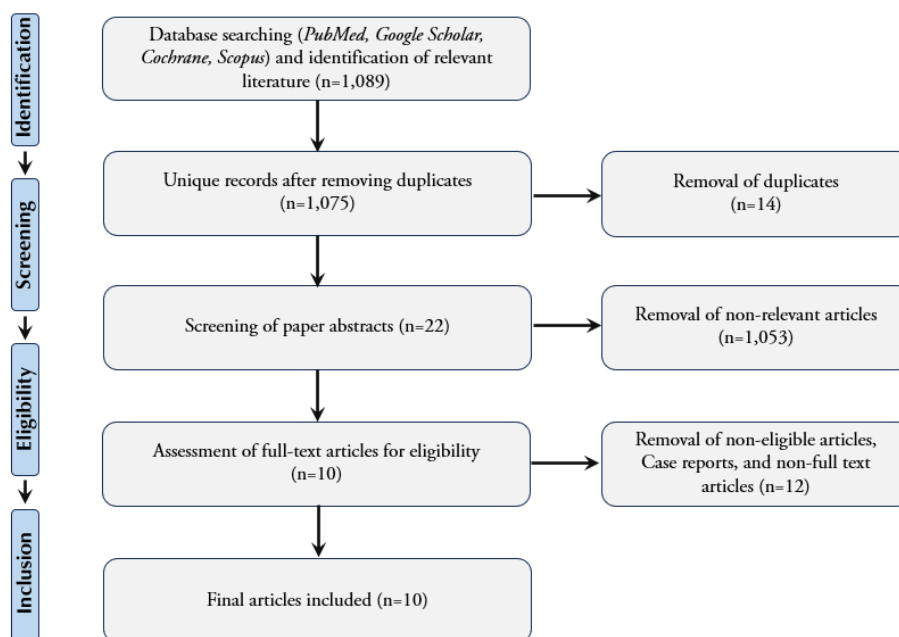 Identification
Database searching (PubMed, Google Scholar,
Cochrane, Scopus) and identification of relevant
literature (n=1,089)
Screening
Unique records after removing duplicates
(n=1,075)
Removal of duplicates
(n=14)
Screening of paper abstracts (n=22)
Removal of non-relevant articles
(n=1,053)
Eligibility
Assessment of full-text articles for eligibility
(n=10)
Removal of non-eligible articles,
Case reports, and non-full text
articles (n=12)
Inclusion
Final articles included (n=10)